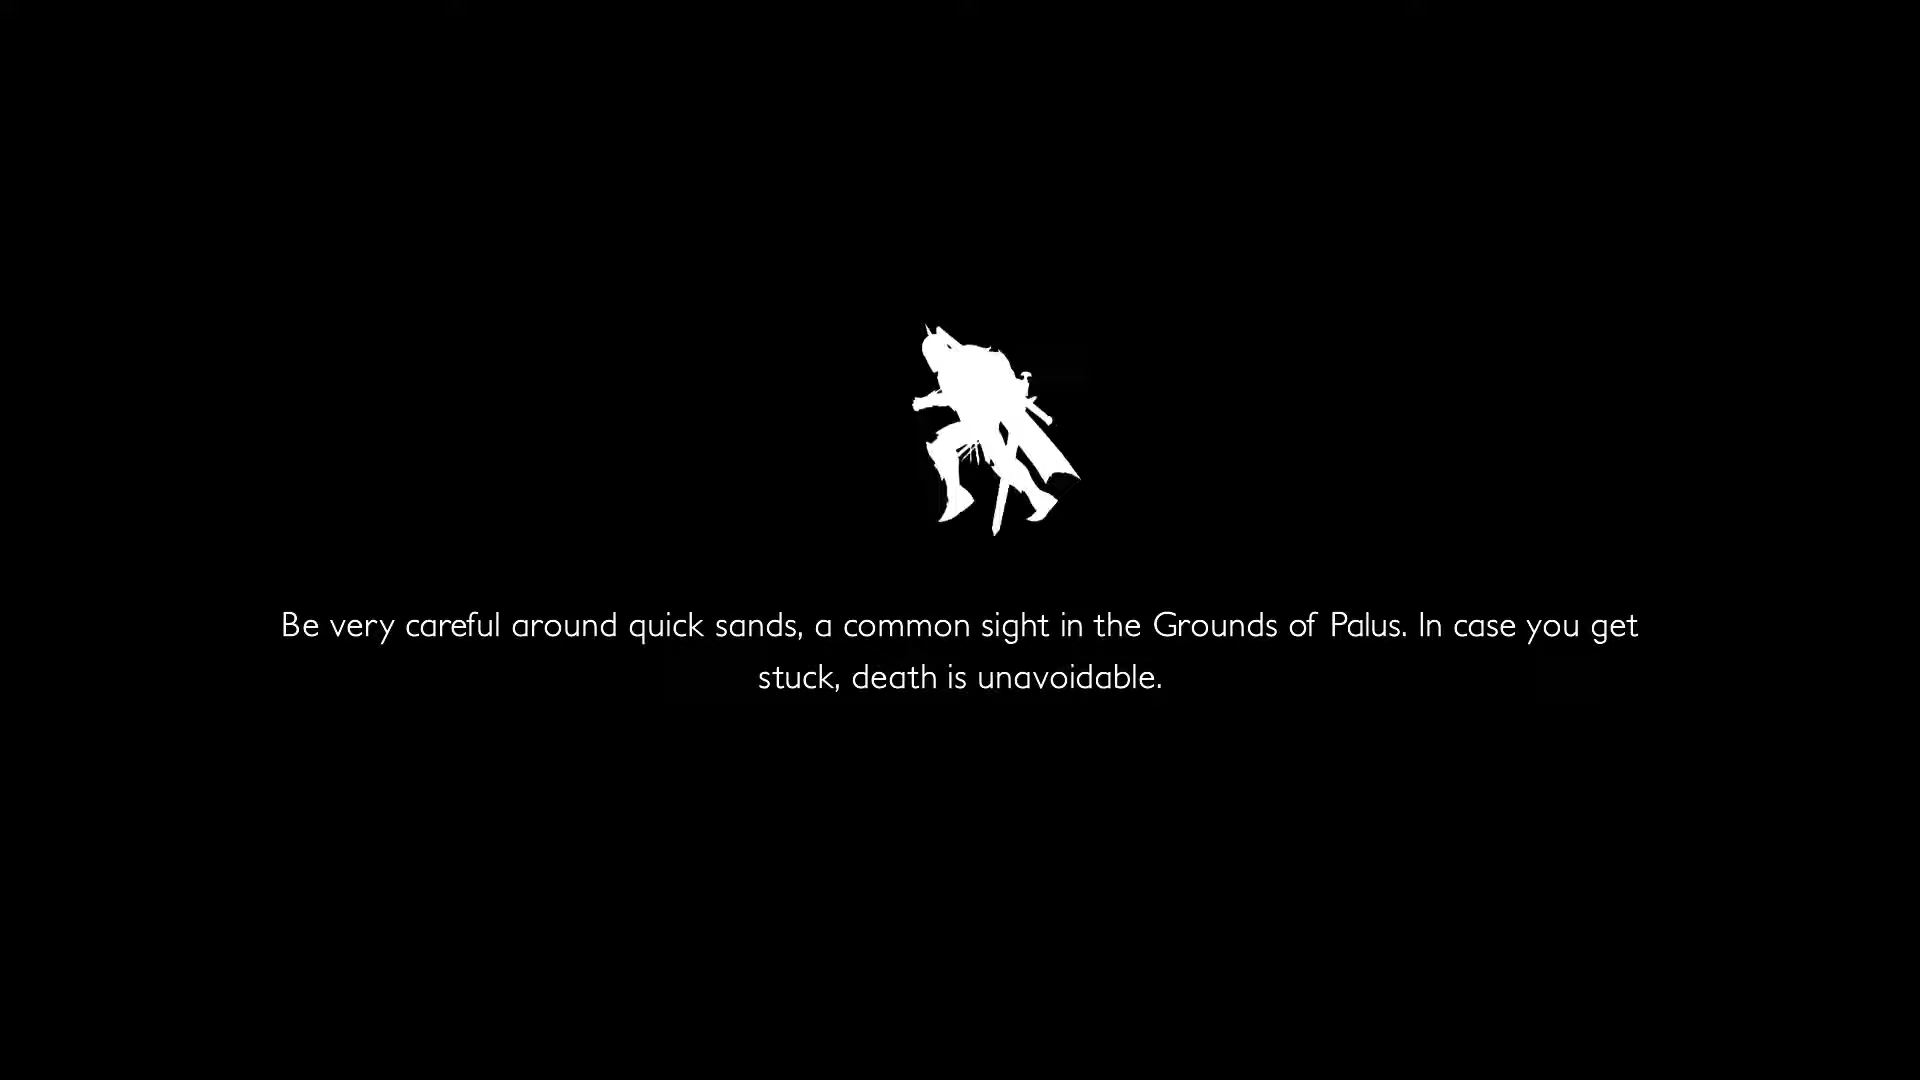 Be very careful around quick sands, a common sight in the Grounds of Palus. In case you get
stuck, death is unavoidable.